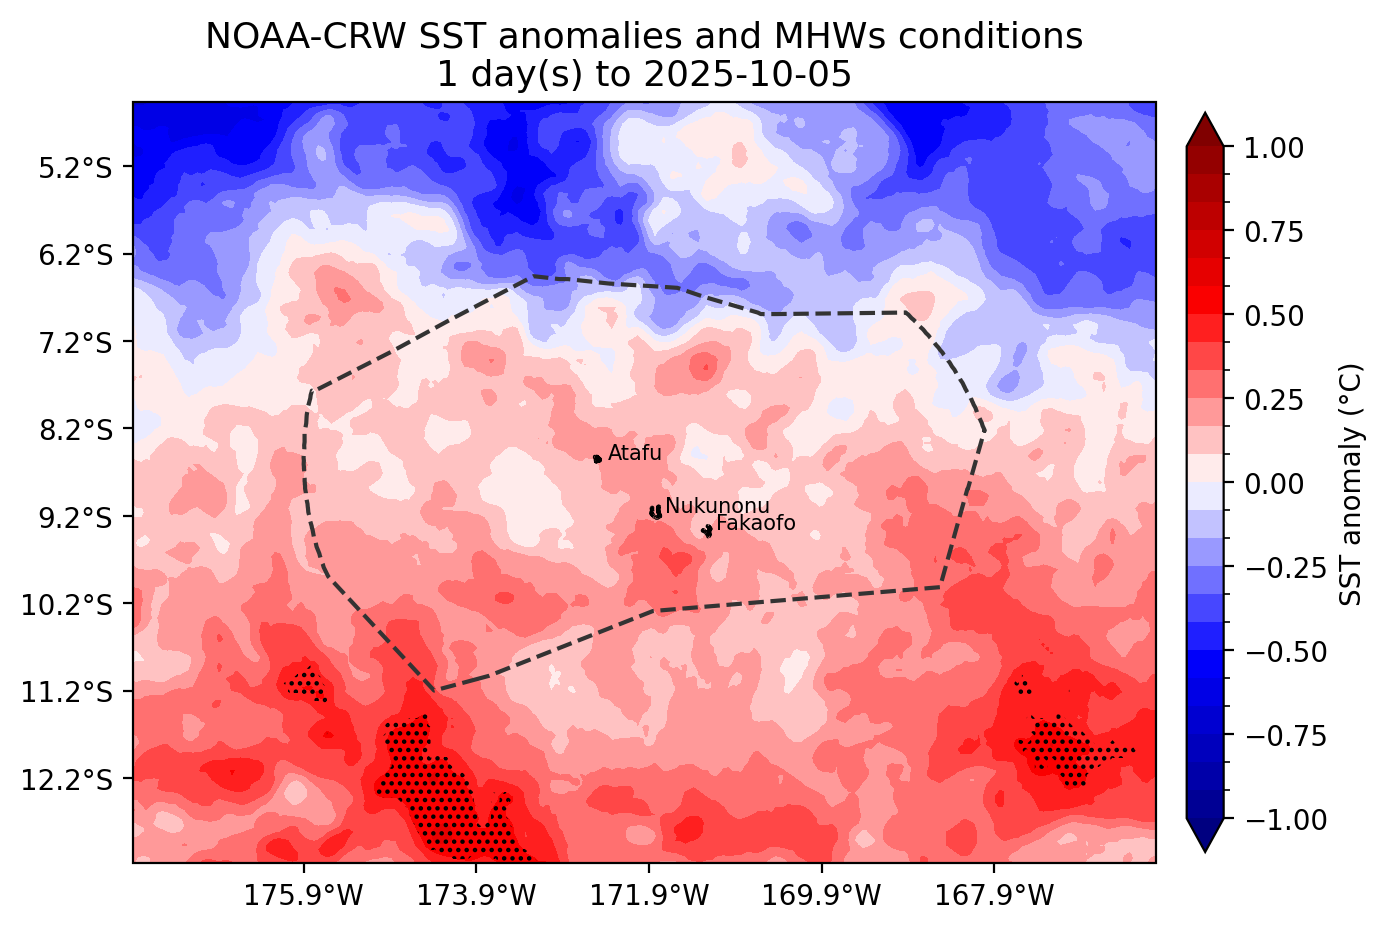 NOAA-CRW SST anomalies and MHWs conditions
1 day(s) to 2025-10-05
5.2°S
6.2°S
7.2°S
8.2°S
9.2°S
10.2°S
11.2°S
12.2°S
Atafu
Nukunonu
Fakaofo
175.9°W
173.9°W
171.9°W
169.9°W
167.9°W
1.00
0.75
0.50
0.25
0.00
−0.25
−0.50
−0.75
−1.00
SST anomaly (°C)